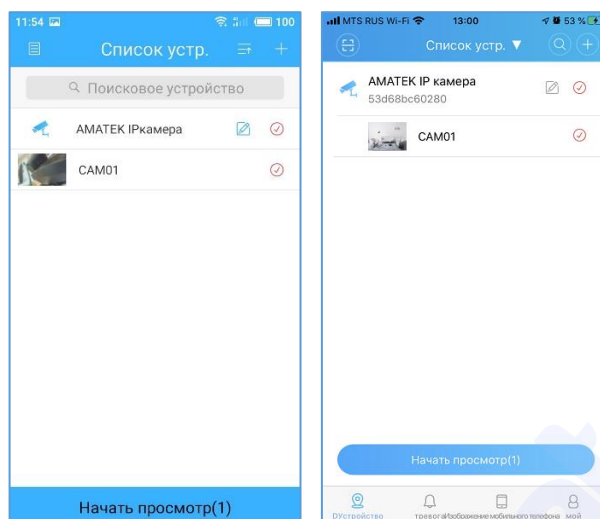 11:54
100
Список устр.
Поисковое устройство
AMATEK IPкамера
CAM01
Начать просмотр(1)
MTS RUS Wi-Fi
13:00
53 %
Список устр. ▼
AMATEK IP камера
53d68bc60280
CAM01
Начать просмотр(1)
DУстройство
тревога
Изображение мобильного телефона
мой